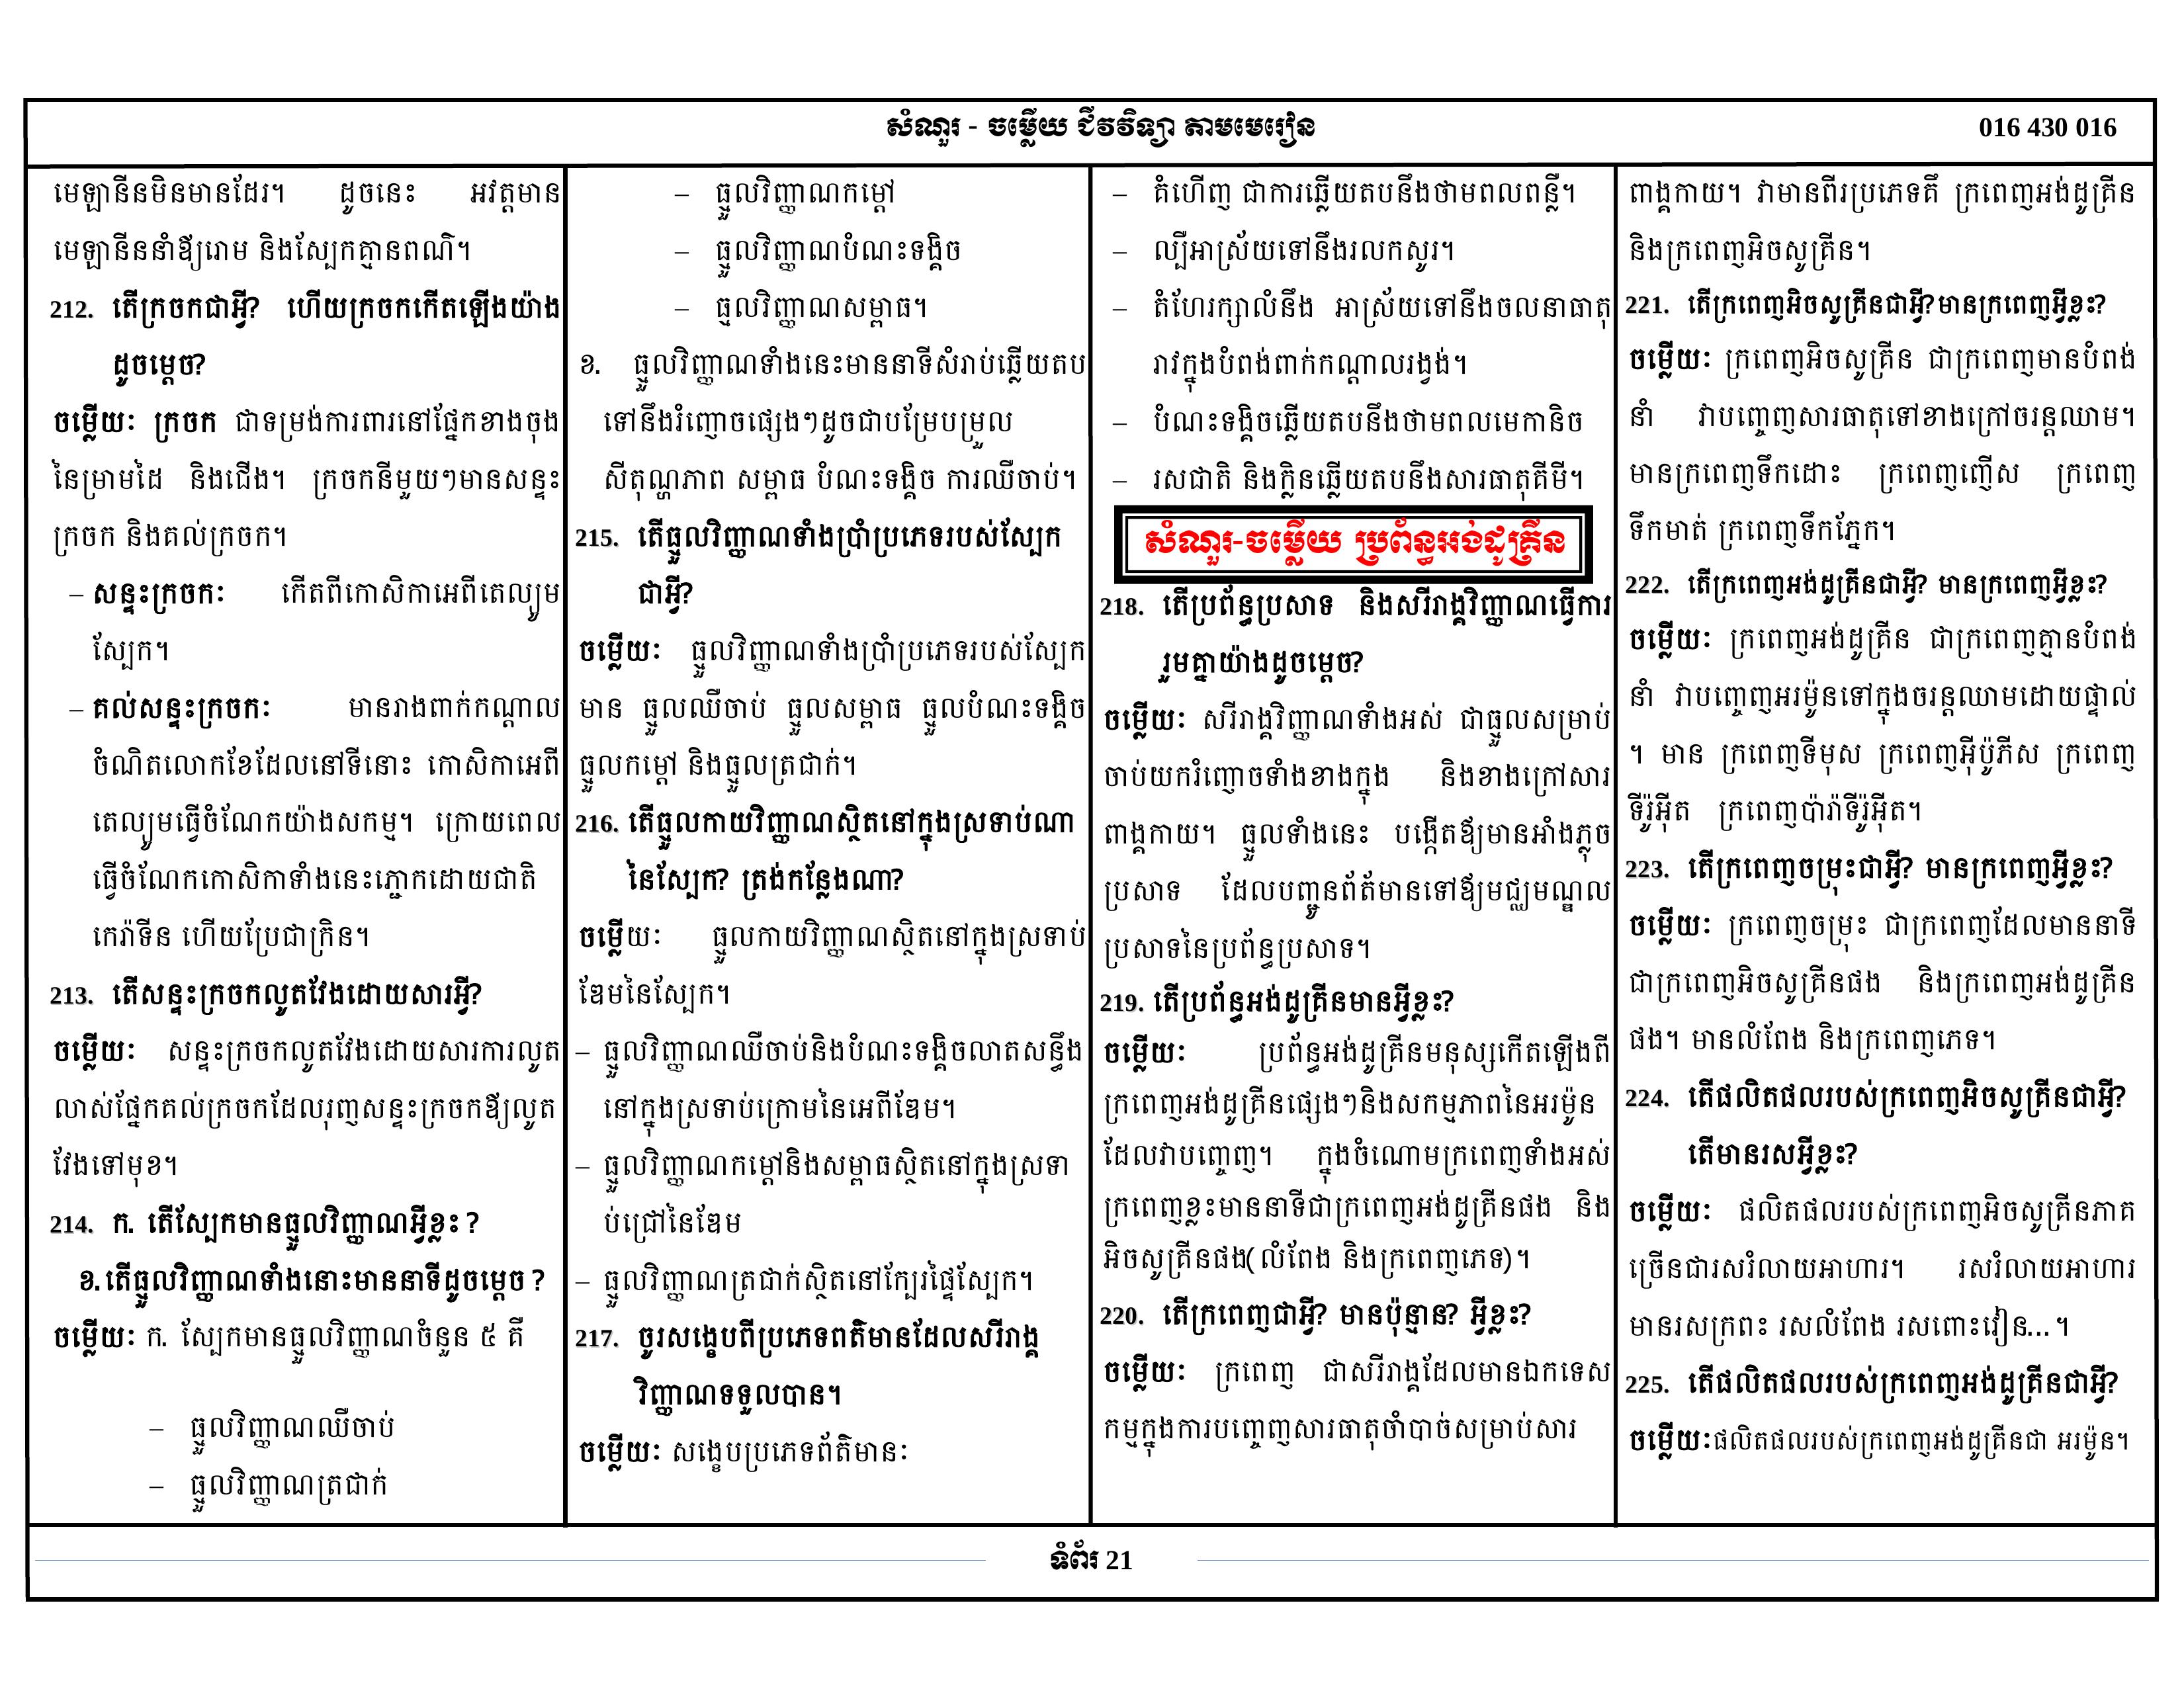 សំណួរ - ចម្លើយ ជីវវិទ្យា តាមមេរៀន
016 430 016
មេឡានីនមិនមានដែរ។ ដូចនេះ អវត្តមាន
មេឡានីននាំឪ្យរោម និងស្បែកគ្មានពណ៌។
212. តើក្រចកជាអ្វី? ហើយក្រចកកើតឡើងយ៉ាង
ដូចម្តេច?
ចម្លើយ: ក្រចក ជាទម្រង់ការពារនៅផ្នែកខាងចុង
នៃម្រាមដៃ និងជើង។ ក្រចកនីមួយៗមានសន្ទះ
ក្រចក និងគល់ក្រចក។
– សន្ទះក្រចក: កើតពីកោសិកាអេពីតេល្យូម
ស្បែក។
– គល់សន្ទះក្រចក: មានរាងពាក់កណ្តាល
ចំណិតលោកខែដែលនៅទីនោះ កោសិកាអេពី
តេល្យូមធ្វើចំណែកយ៉ាងសកម្ម។ ក្រោយពេល
ធ្វើចំណែកកោសិកាទាំងនេះភ្ជោកដោយជាតិ
កេរ៉ាទីន ហើយប្រែជាក្រិន។
213. តើសន្ទះក្រចកលូតវែងដោយសារអ្វី?
ចម្លើយ: សន្ទះក្រចកលូតវែងដោយសារការលូត
លាស់ផ្នែកគល់ក្រចកដែលរុញសន្ទះក្រចកឪ្យលូត
វែងទៅមុខ។
214. ក. តើស្បែកមានធ្មួលវិញ្ញាណអ្វីខ្លះ ?
ខ. តើធ្មួលវិញ្ញាណទាំងនោះមាននាទីដូចម្តេច ?
ចម្លើយ: ក. ស្បែកមានធ្មួលវិញ្ញាណចំនួន ៥ គឺ
– ធ្មួលវិញ្ញាណឈឺចាប់
– ធ្មួលវិញ្ញាណត្រជាក់
– ធ្មួលវិញ្ញាណកម្តៅ
– ធ្មួលវិញ្ញាណបំណះទង្គិច
– ធ្មួលវិញ្ញាណសម្ពាធ។
ខ. ធ្មួលវិញ្ញាណទាំងនេះមាននាទីសំរាប់ឆ្លើយតប
ទៅនឹងរំញោចផ្សេងៗដូចជាបម្រែបម្រួល
សីតុណ្ហភាព សម្ពាធ បំណះទង្គិច ការឈឺចាប់។
215. តើធ្មួលវិញ្ញាណទាំងប្រាំប្រភេទរបស់ស្បែក
ជាអ្វី?
ចម្លើយ: ធ្មួលវិញ្ញាណទាំងប្រាំប្រភេទរបស់ស្បែក
មាន ធ្មួលឈឺចាប់ ធ្មួលសម្ពាធ ធ្មួលបំណះទង្គិច
ធ្មួលកម្តៅ និងធ្មួលត្រជាក់។
216. តើធ្មួលកាយវិញ្ញាណស្ថិតនៅក្នុងស្រទាប់ណា
នៃស្បែក? ត្រង់កន្លែងណា?
ចម្លើយ: ធ្មួលកាយវិញ្ញាណស្ថិតនៅក្នុងស្រទាប់
ឌែមនៃស្បែក។
– ធ្មួលវិញ្ញាណឈឺចាប់និងបំណះទង្គិចលាតសន្ធឹង
នៅក្នុងស្រទាប់ក្រោមនៃអេពីឌែម។
– ធ្មួលវិញ្ញាណកម្តៅនិងសម្ពាធស្ថិតនៅក្នុងស្រទា
ប់ជ្រៅនៃឌែម
– ធ្មួលវិញ្ញាណត្រជាក់ស្ថិតនៅក្បែរផ្ទៃស្បែក។
217. ចូរសង្ខេបពីប្រភេទពត៌មានដែលសរីរាង្គ
វិញ្ញាណទទួលបាន។
ចម្លើយ: សង្ខេបប្រភេទព័ត៌មាន:
– គំហើញ ជាការឆ្លើយតបនឹងថាមពលពន្លឺ។
– ល្បឺអាស្រ័យទៅនឹងរលកសូរ។
– តំហែរក្សាលំនឹង អាស្រ័យទៅនឹងចលនាធាតុ
រាវក្នុងបំពង់ពាក់កណ្តាលរង្វង់។
– បំណះទង្គិចឆ្លើយតបនឹងថាមពលមេកានិច
– រសជាតិ និងក្លិនឆ្លើយតបនឹងសារធាតុគីមី។
សំណួរ-ចម្លើយ ប្រព័ន្ធអង់ដូគ្រីន
218. តើប្រព័ន្ធប្រសាទ និងសរីរាង្គវិញ្ញាណធ្វើការ
រួមគ្នាយ៉ាងដូចម្តេច?
ចម្លើយ: សរីរាង្គវិញ្ញាណទាំងអស់ ជាធ្មួលសម្រាប់
ចាប់យករំញោចទាំងខាងក្នុង និងខាងក្រៅសារ
ពាង្គកាយ។ ធ្មួលទាំងនេះ បង្កើតឪ្យមានអាំងភ្លុច
ប្រសាទ ដែលបញ្ជូនព័ត័មានទៅឪ្យមជ្ឈមណ្ឌល
ប្រសាទនៃប្រព័ន្ធប្រសាទ។
219. តើប្រព័ន្ធអង់ដូគ្រីនមានអ្វីខ្លះ?
ចម្លើយ: ប្រព័ន្ធអង់ដូគ្រីនមនុស្សកើតឡើងពី
ក្រពេញអង់ដូគ្រីនផ្សេងៗនិងសកម្មភាពនៃអរម៉ូន
ដែលវាបញ្ចេញ។ ក្នុងចំណោមក្រពេញទាំងអស់
ក្រពេញខ្លះមាននាទីជាក្រពេញអង់ដូគ្រីនផង និង
អិចសូគ្រីនផង( លំពែង និងក្រពេញភេទ) ។
220. តើក្រពេញជាអ្វី? មានប៉ុន្មាន? អ្វីខ្លះ?
ចម្លើយ: ក្រពេញ ជាសរីរាង្គដែលមានឯកទេស
កម្មក្នុងការបញ្ចេញសារធាតុចាំបាច់សម្រាប់សារ
ពាង្គកាយ។ វាមានពីរប្រភេទគឺ ក្រពេញអង់ដូគ្រីន
និងក្រពេញអិចសូគ្រីន។
221. តើក្រពេញអិចសូគ្រីនជាអ្វី? មានក្រពេញអ្វីខ្លះ?
ចម្លើយ: ក្រពេញអិចសូគ្រីន ជាក្រពេញមានបំពង់
នាំ វាបញ្ចេញសារធាតុទៅខាងក្រៅចរន្តឈាម។
មានក្រពេញទឹកដោះ ក្រពេញញើស ក្រពេញ
ទឹកមាត់ ក្រពេញទឹកភ្នែក។
222. តើក្រពេញអង់ដូគ្រីនជាអ្វី? មានក្រពេញអ្វីខ្លះ?
ចម្លើយ: ក្រពេញអង់ដូគ្រីន ជាក្រពេញគ្មានបំពង់
នាំ វាបញ្ចេញអរម៉ូនទៅក្នុងចរន្តឈាមដោយផ្ទាល់
។ មាន ក្រពេញទីមុស ក្រពេញអ៊ីប៉ូភីស ក្រពេញ
ទីរ៉ូអ៊ីត ក្រពេញប៉ារ៉ាទីរ៉ូអ៊ីត។
223. តើក្រពេញចម្រុះជាអ្វី? មានក្រពេញអ្វីខ្លះ?
ចម្លើយ: ក្រពេញចម្រុះ ជាក្រពេញដែលមាននាទី
ជាក្រពេញអិចសូគ្រីនផង និងក្រពេញអង់ដូគ្រីន
ផង។ មានលំពែង និងក្រពេញភេទ។
224. តើផលិតផលរបស់ក្រពេញអិចសូគ្រីនជាអ្វី?
តើមានរសអ្វីខ្លះ?
ចម្លើយ: ផលិតផលរបស់ក្រពេញអិចសូគ្រីនភាគ
ច្រើនជារសរំលាយអាហារ។ រសរំលាយអាហារ
មានរសក្រពះ រសលំពែង រសពោះវៀន... ។
225. តើផលិតផលរបស់ក្រពេញអង់ដូគ្រីនជាអ្វី?
ចម្លើយ:ផលិតផលរបស់ក្រពេញអង់ដូគ្រីនជា អរម៉ូន។
ទំព័រ 21